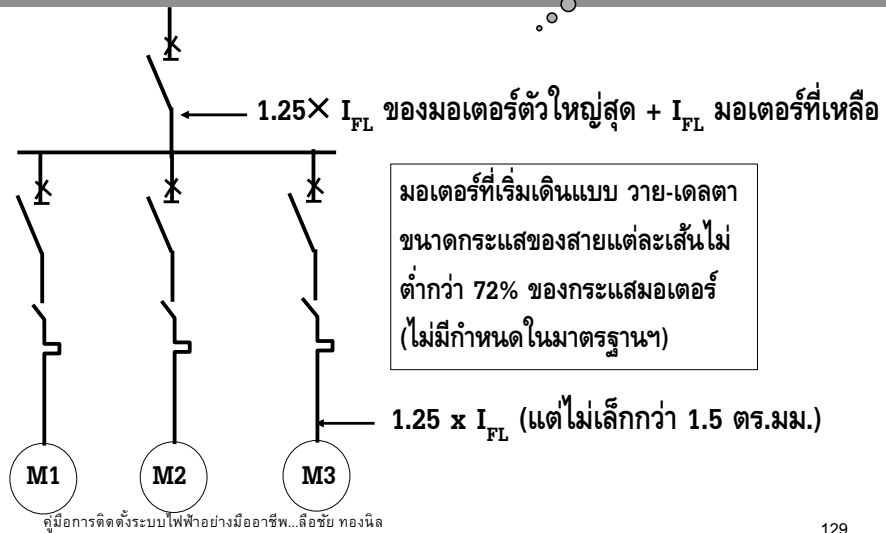 1.25× I_FL ของมอเตอร์ตัวใหญ่สุด + I_FL มอเตอร์ที่เหลือ
มอเตอร์ที่เริ่มเดินแบบ วาย-เดลตา
ขนาดกระแสของสายแต่ละเส้นไม่
ต่ำกว่า 72% ของกระแสมอเตอร์
(ไม่มีกำหนดในมาตรฐานฯ)
1.25 x I_FL (แต่ไม่เล็กกว่า 1.5 ตร.มม.)
M1 M2 M3
คู่มือการติดตั้งระบบไฟฟ้าอย่างมืออาชีพ...ลือชัย ทองนิล
129